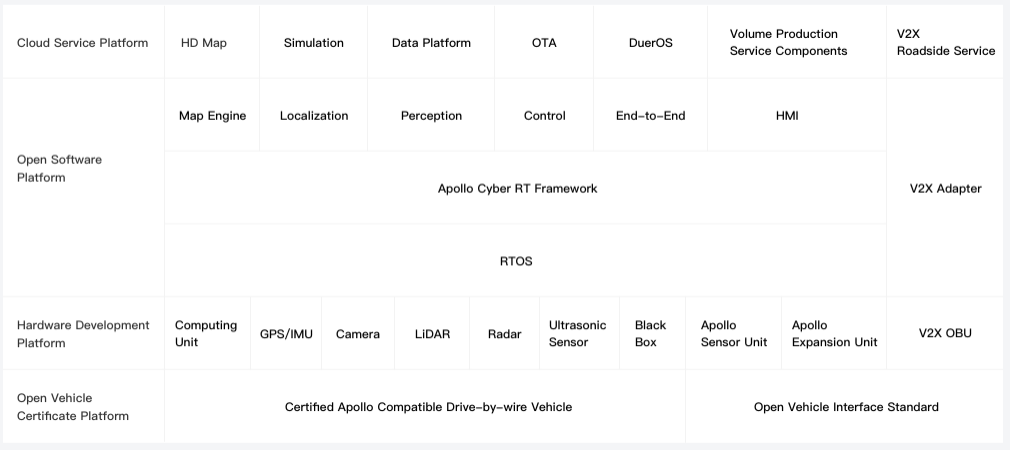 Cloud Service Platform
HD Map
Simulation
Data Platform
OTA
DuerOS
Volume Production
Service Components
V2X
Roadside Service
Open Software
Platform
Map Engine
Localization
Perception
Control
End-to-End
HMI
Apollo Cyber RT Framework
RTOS
V2X Adapter
Hardware Development
Platform
Computing
Unit
GPS/IMU
Camera
LiDAR
Radar
Ultrasonic
Sensor
Black
Box
Apollo
Sensor Unit
Apollo
Expansion Unit
V2X OBU
Open Vehicle
Certificate Platform
Certified Apollo Compatible Drive-by-wire Vehicle
Open Vehicle Interface Standard